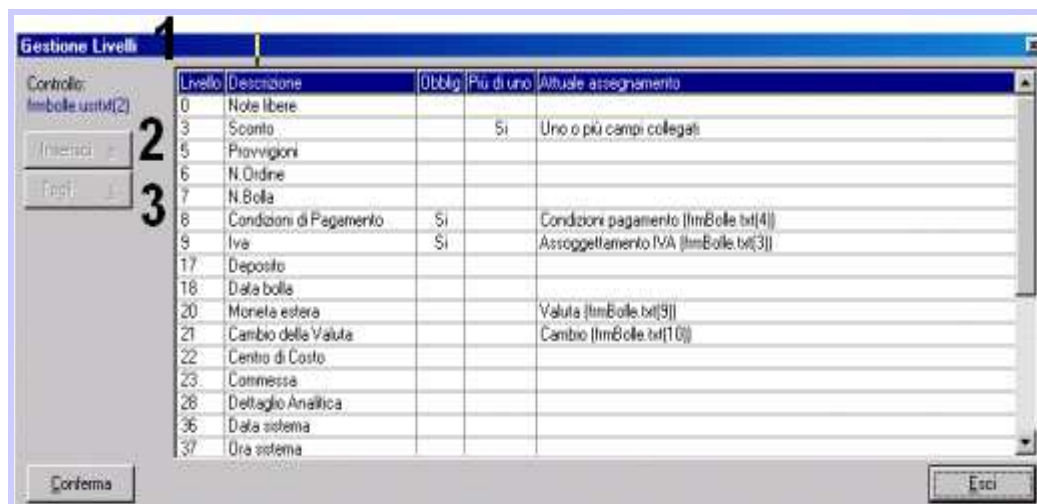 Gestione Livelli 1
Controllo:
frmbolle.usrtxt(2)
Inserisci
2
Togli
3
Livello Descrizione Obblig Più di uno Attuale assegnamento
0 Note libere
3 Sconto Si Uno o più campi collegati
5 Provvigioni
6 N.Ordine
7 N.Bolla
8 Condizioni di Pagamento Si Condizioni pagamento (frmBolle.txt(4))
9 Iva Si Assoggettamento IVA (frmBolle.txt(3))
17 Deposito
18 Data bolla
20 Moneta estera Valuta (frmBolle.txt(9))
21 Cambio della Valuta Cambio (frmBolle.txt(10))
22 Centro di Costo
23 Commessa
28 Dettaglio Analitica
36 Data sistema
37 Ora sistema
Conferma
Esci